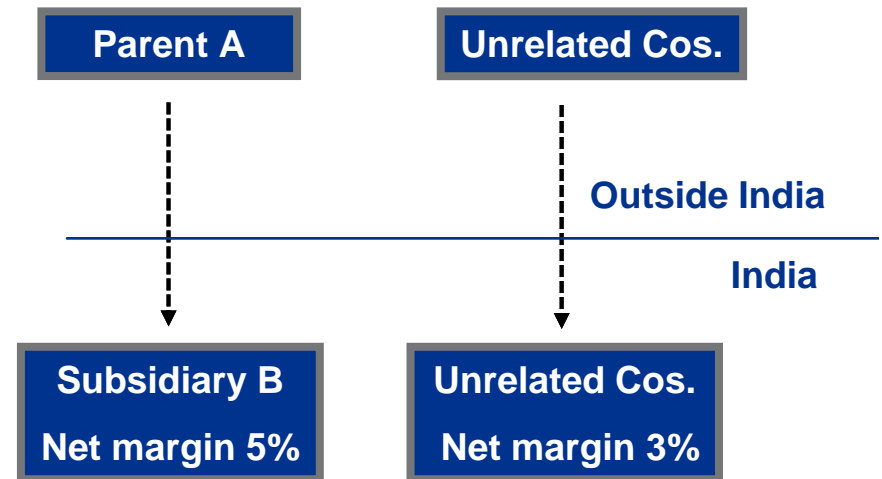 Parent A
Unrelated Cos.
Outside India
India
Subsidiary B
Net margin 5%
Unrelated Cos.
Net margin 3%